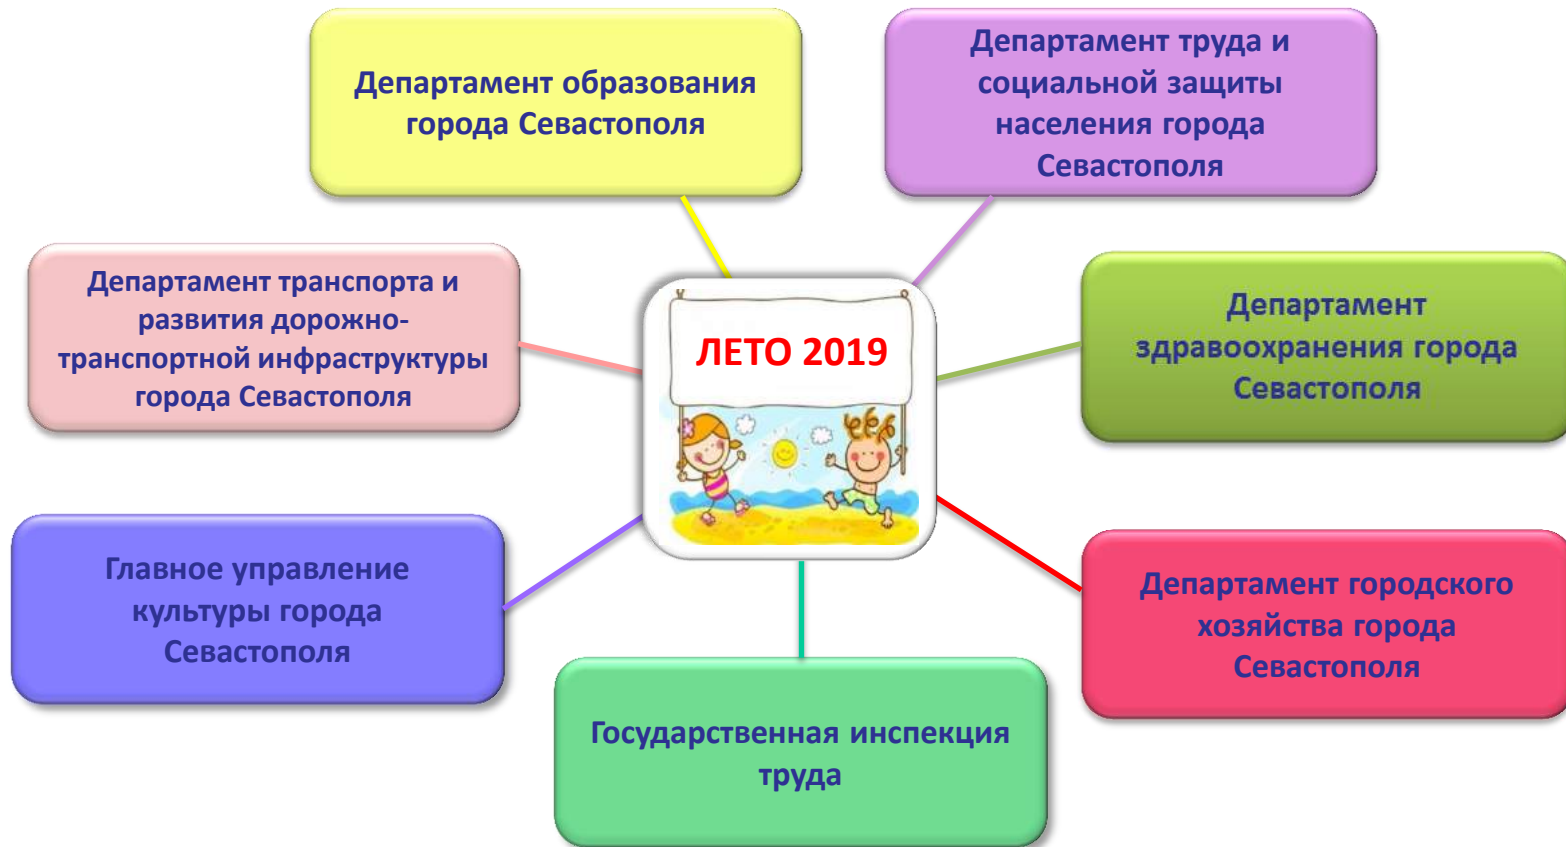 Департамент образования
города Севастополя
Департамент труда и
социальной защиты
населения города
Севастополя
Департамент транспорта и
развития дорожно-
транспортной инфраструктуры
города Севастополя
ЛЕТО 2019
Департамент
здравоохранения города
Севастополя
Главное управление
культуры города
Севастополя
Департамент городского
хозяйства города
Севастополя
Государственная инспекция
труда